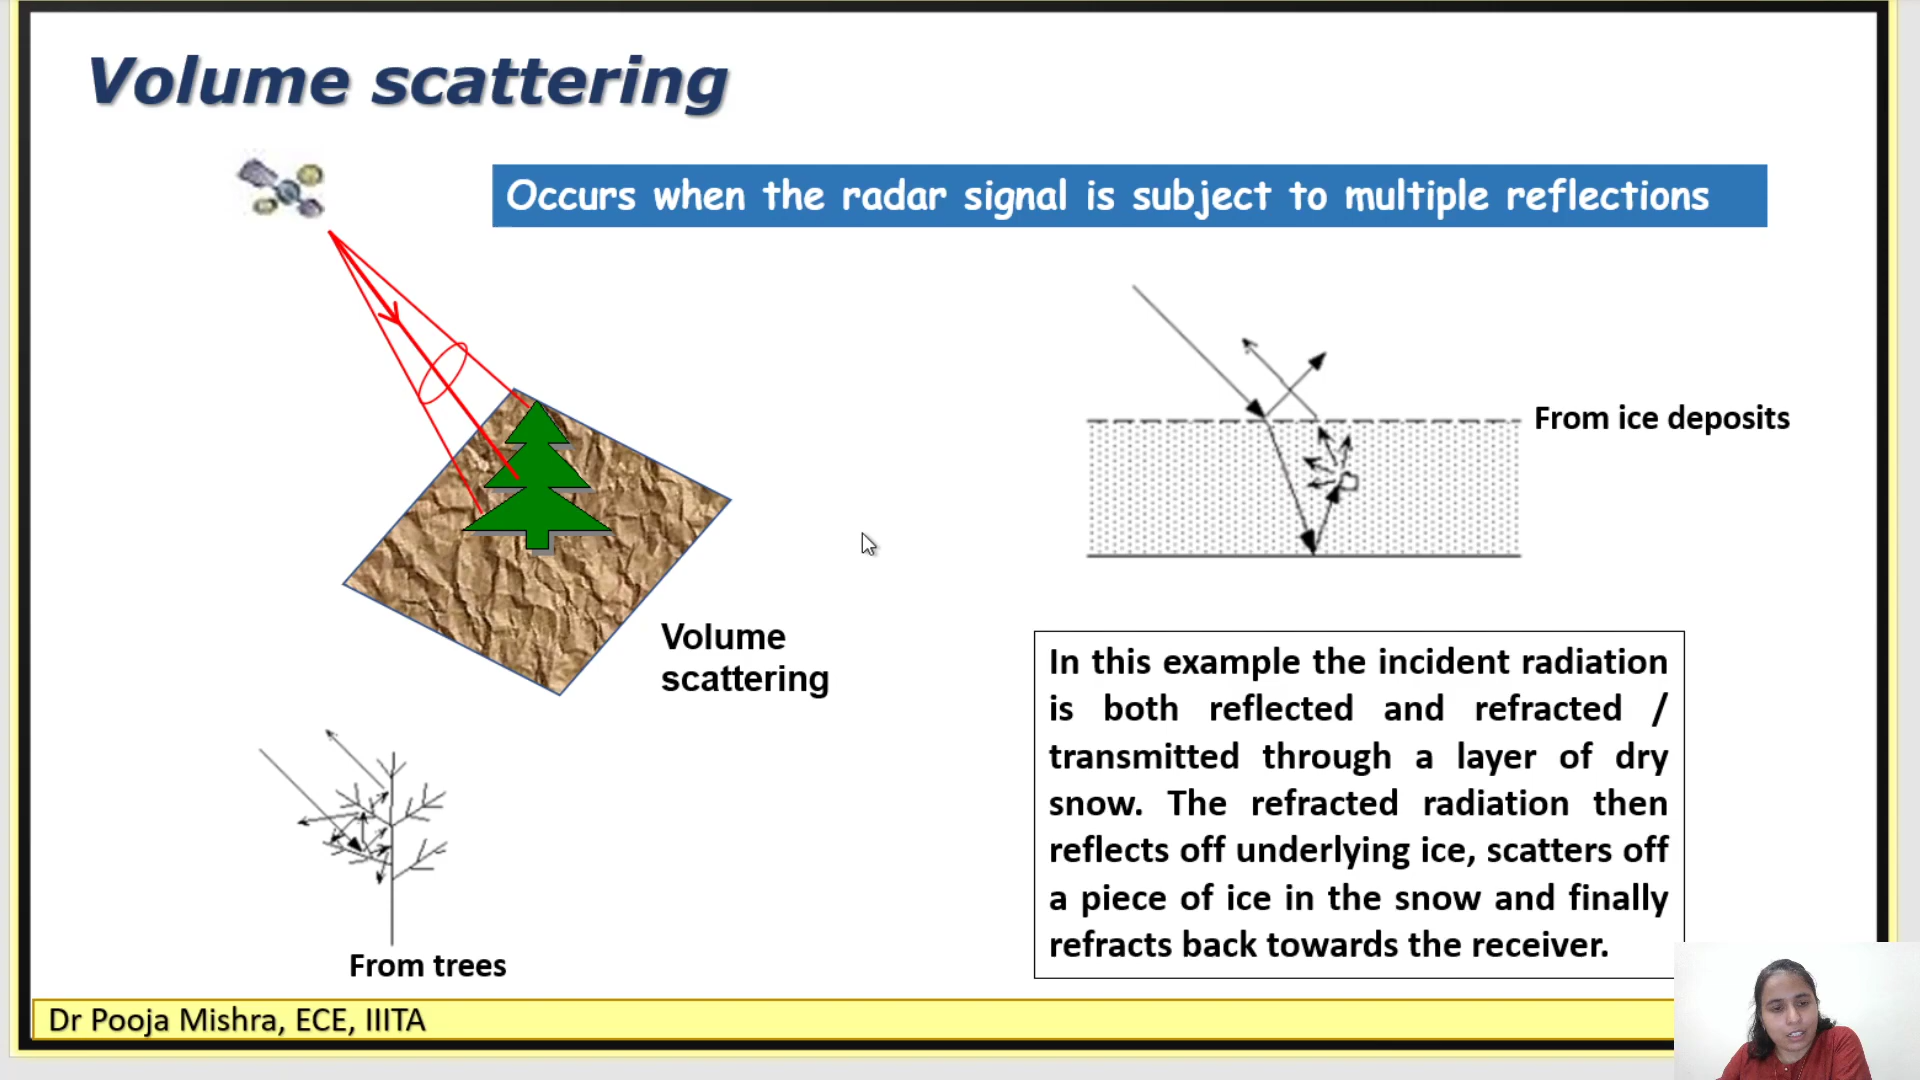 Volume scattering
Occurs when the radar signal is subject to multiple reflections
From ice deposits
Volume
scattering
In this example the incident radiation
is both reflected and refracted /
transmitted through a layer of dry
snow. The refracted radiation then
reflects off underlying ice, scatters off
a piece of ice in the snow and finally
refracts back towards the receiver.
From trees
Dr Pooja Mishra, ECE, IIITA